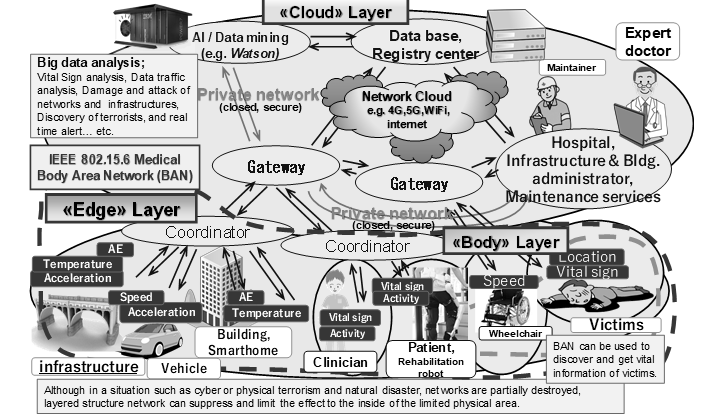 «Cloud» Layer
AI / Data mining
(e.g. Watson)
Data base,
Registry center
Expert
doctor
Maintainer
Big data analysis;
Vital Sign analysis, Data traffic
analysis, Damage and attack of
networks and infrastructures,
Discovery of terrorists, and real
time alert... etc.
Private network
(closed, secure)
Network Cloud
e.g. 4G,5G,WiFi,
internet
Hospital,
Infrastructure & Bldg.
administrator,
Maintenance services
IEEE 802.15.6 Medical
Body Area Network (BAN)
Gateway
Gateway
Private network
(closed, secure)
«Edge» Layer
Coordinator
Coordinator
«Body» Layer
AE
Temperature
Acceleration
Speed
Acceleration
AE
Temperature
Vital sign
Activity
Vital sign
Activity
Speed
Location
Vital sign
Building,
Smarthome
infrastructure
Vehicle
Clinician
Patient,
Rehabilitation
robot
Wheelchair
Victims
BAN can be used to
discover and get vital
information of victims.
Although in a situation such as cyber or physical terrorism and natural disaster, networks are partially destroyed,
layered structure network can suppress and limit the effect to the inside of the limited physical area.